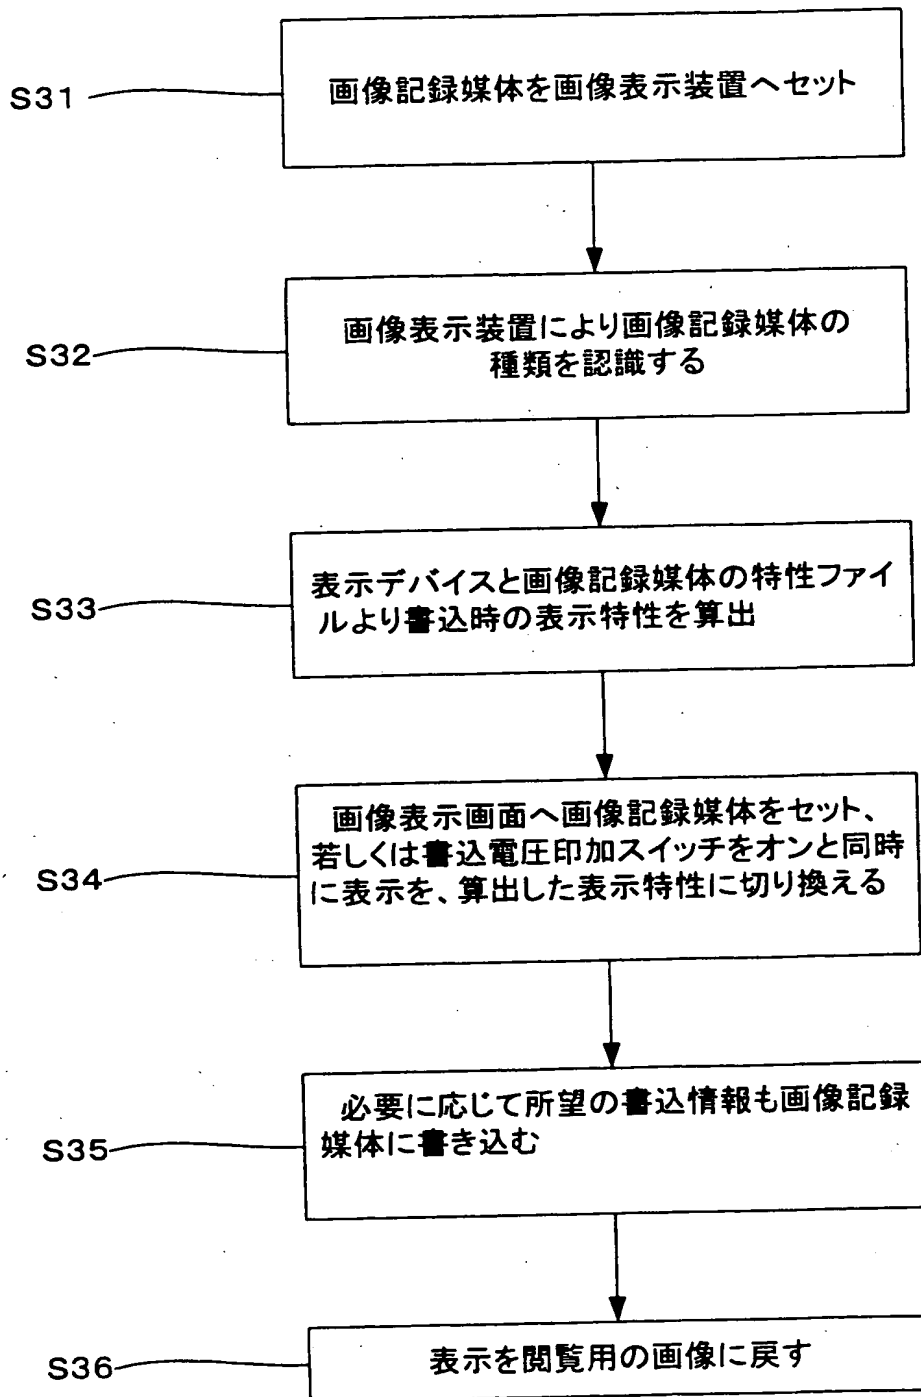 S31
画像記録媒体を画像表示装置へセット
S32
画像表示装置により画像記録媒体の
種類を認識する
S33
表示デバイスと画像記録媒体の特性ファイ
ルより書込時の表示特性を算出
S34
画像表示画面へ画像記録媒体をセット、
若しくは書込電圧印加スイッチをオンと同時
に表示を、算出した表示特性に切り換える
S35
必要に応じて所望の書込情報も画像記録
媒体に書き込む
S36
表示を閲覧用の画像に戻す